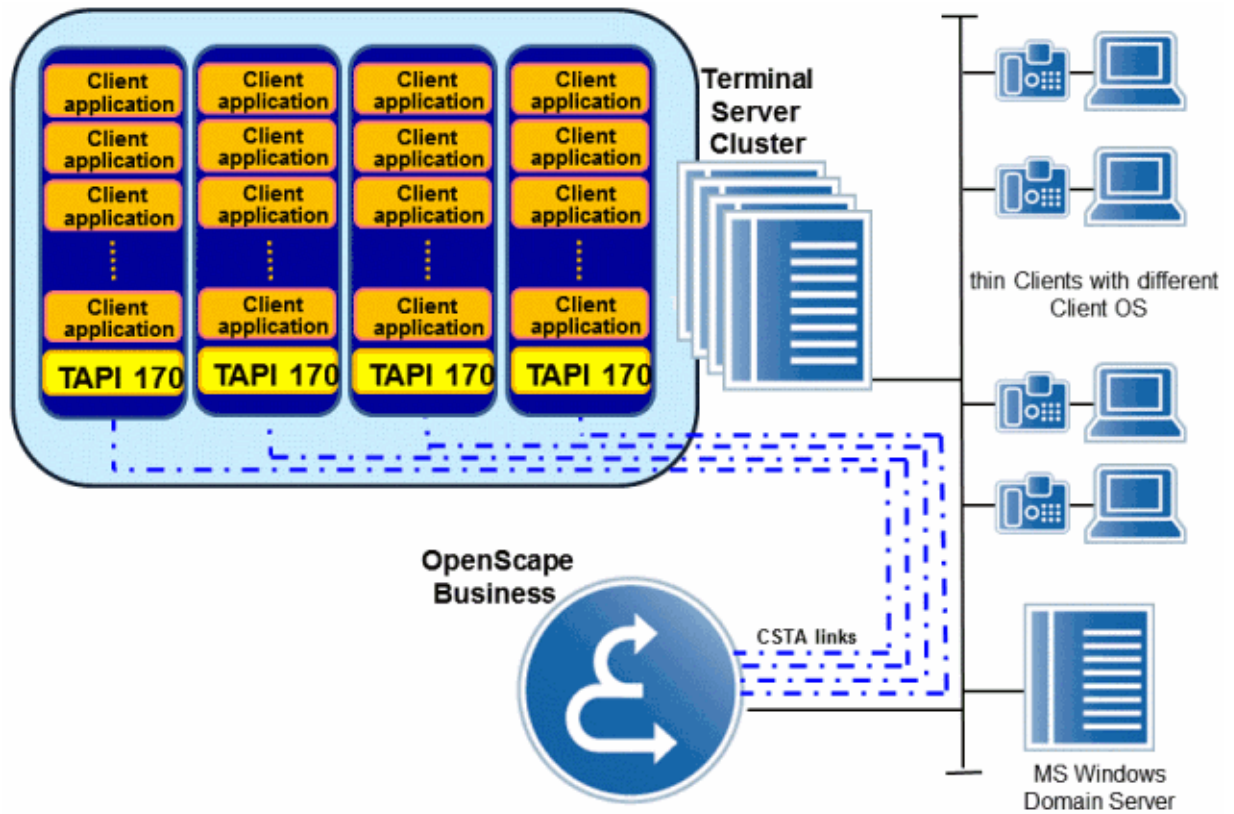 Client
application
Client
application
Client
application
Client
application
TAPI 170
Client
application
Client
application
Client
application
Client
application
TAPI 170
Client
application
Client
application
Client
application
Client
application
TAPI 170
Client
application
Client
application
Client
application
Client
application
TAPI 170
Terminal
Server
Cluster
thin Clients with different
Client OS
OpenScape
Business
CSTA links
MS Windows
Domain Server